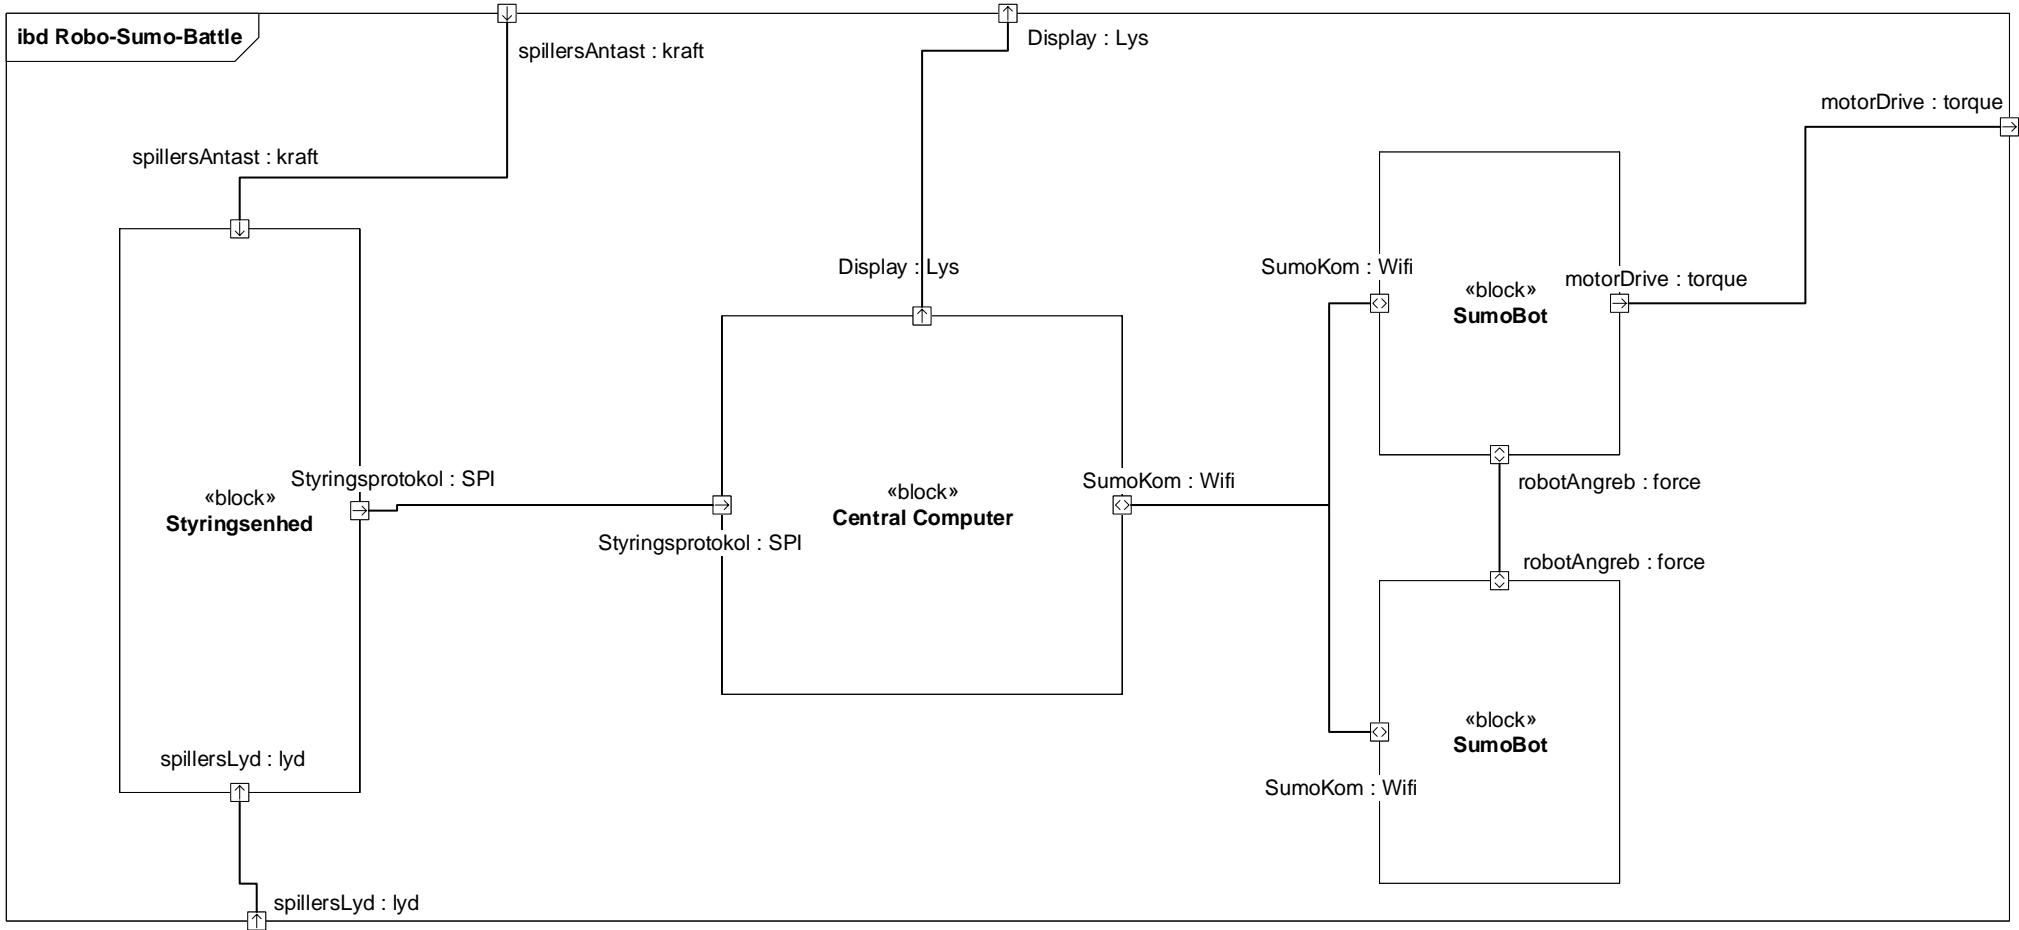 ibd Robo-Sumo-Battle
spillersAntast : kraft
Display : Lys
motorDrive : torque
spillersAntast : kraft
Display : Lys
SumoKom : Wifi
motorDrive : torque
«block»
SumoBot
Styringsprotokol : SPI
«block»
Styringsenhed
SumoKom : Wifi
«block»
Central Computer
robotAngreb : force
Styringsprotokol : SPI
robotAngreb : force
«block»
SumoBot
spillersLyd : lyd
SumoKom : Wifi
spillersLyd : lyd